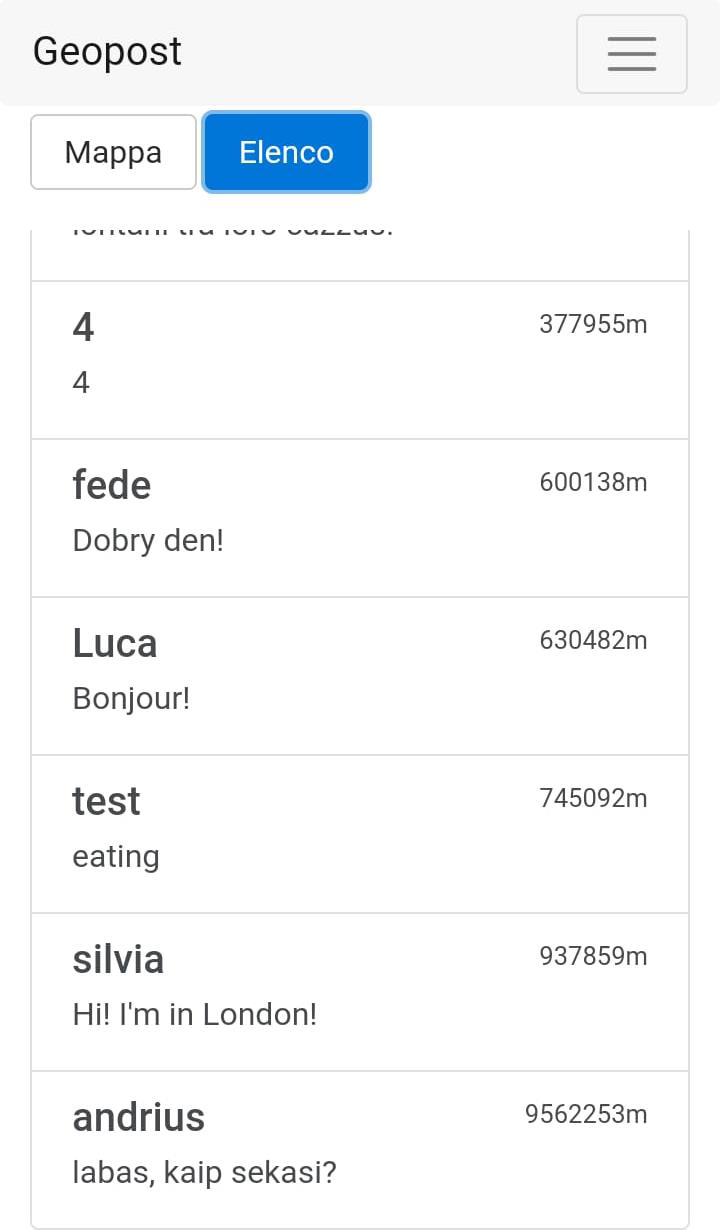 Geopost
Mappa
Elenco
4
377955m
4
fede
600138m
Dobry den!
Luca
630482m
Bonjour!
test
745092m
eating
silvia
937859m
Hi! I'm in London!
andrius
9562253m
labas, kaip sekasi?